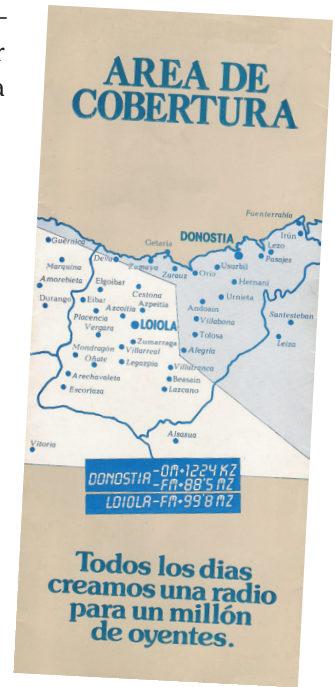 r
a
AREA DE
COBERTURA
Fuenterrabia
Irún
DONOSTIA
Lezo
Pasajes
Guernica
Getaria
Deva
Zumaya
Zarauz
Orio
Usurbil
Marquina
Hernani
Amorebieta
Elgoibar
Cestona
Urnieta
Durango
Eibar
Azcoitia
Azpeitia
Andoain
Placencia
LOIOLA
Villabona
Santesteban
Vergara
Zumarraga
Tolosa
Leiza
Mondragón
Villarreal
Alegria
Oñate
Legazpia
Villafranca
Arechavaleta
Beasain
Escoriaza
Lazcano
Alsasua
Vitoria
DONOSTIA -OM•1224 KZ
-FM•88'5 MZ
LOIOLA-FM•99'8 MZ
Todos los dias
creamos una radio
para un millón
de oyentes.